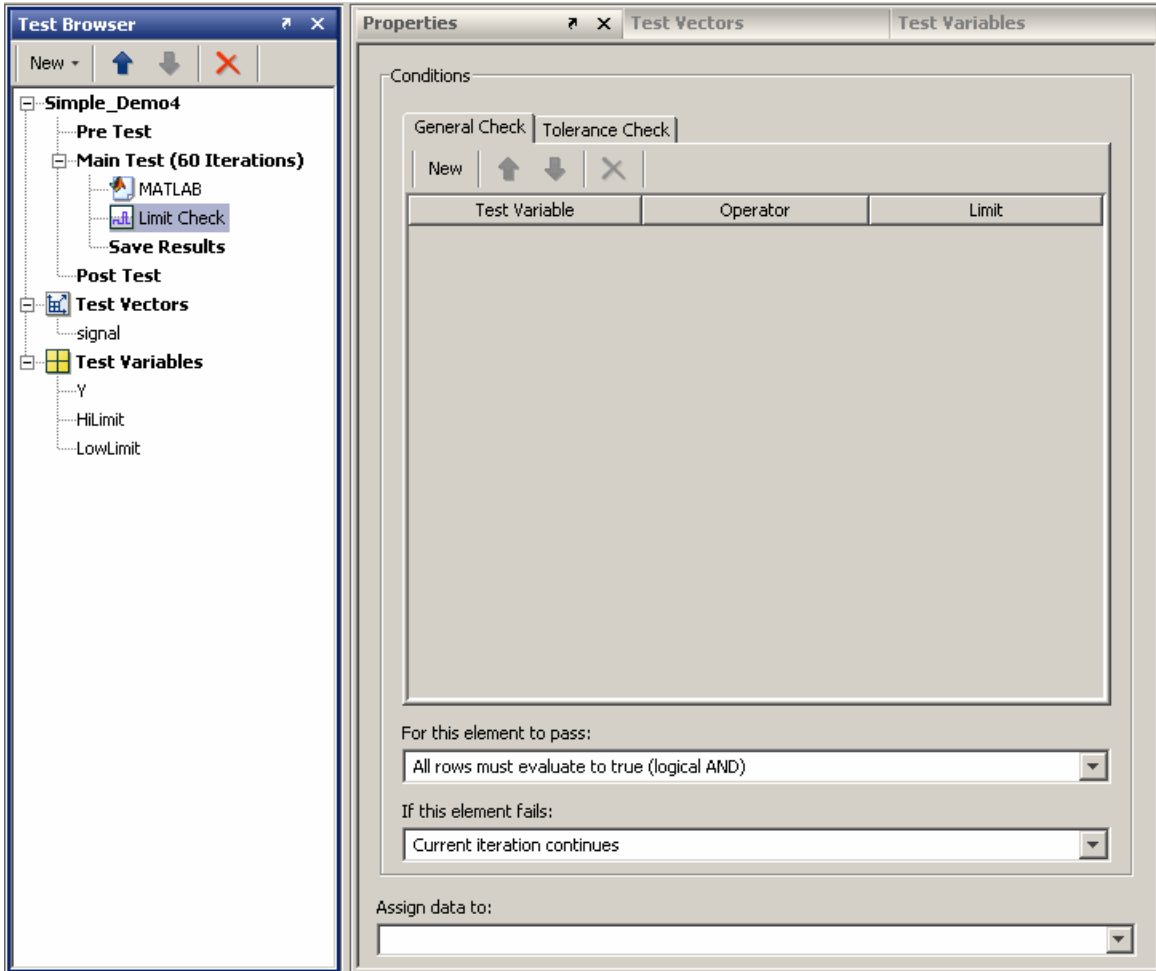 Test Browser
New
Simple_Demo4
Pre Test
Main Test (60 Iterations)
MATLAB
Limit Check
Save Results
Post Test
Test Vectors
signal
Test Variables
Y
HiLimit
LowLimit
Properties
Test Vectors
Test Variables
Conditions
General Check
Tolerance Check
New
Test Variable
Operator
Limit
For this element to pass:
All rows must evaluate to true (logical AND)
If this element fails:
Current iteration continues
Assign data to: